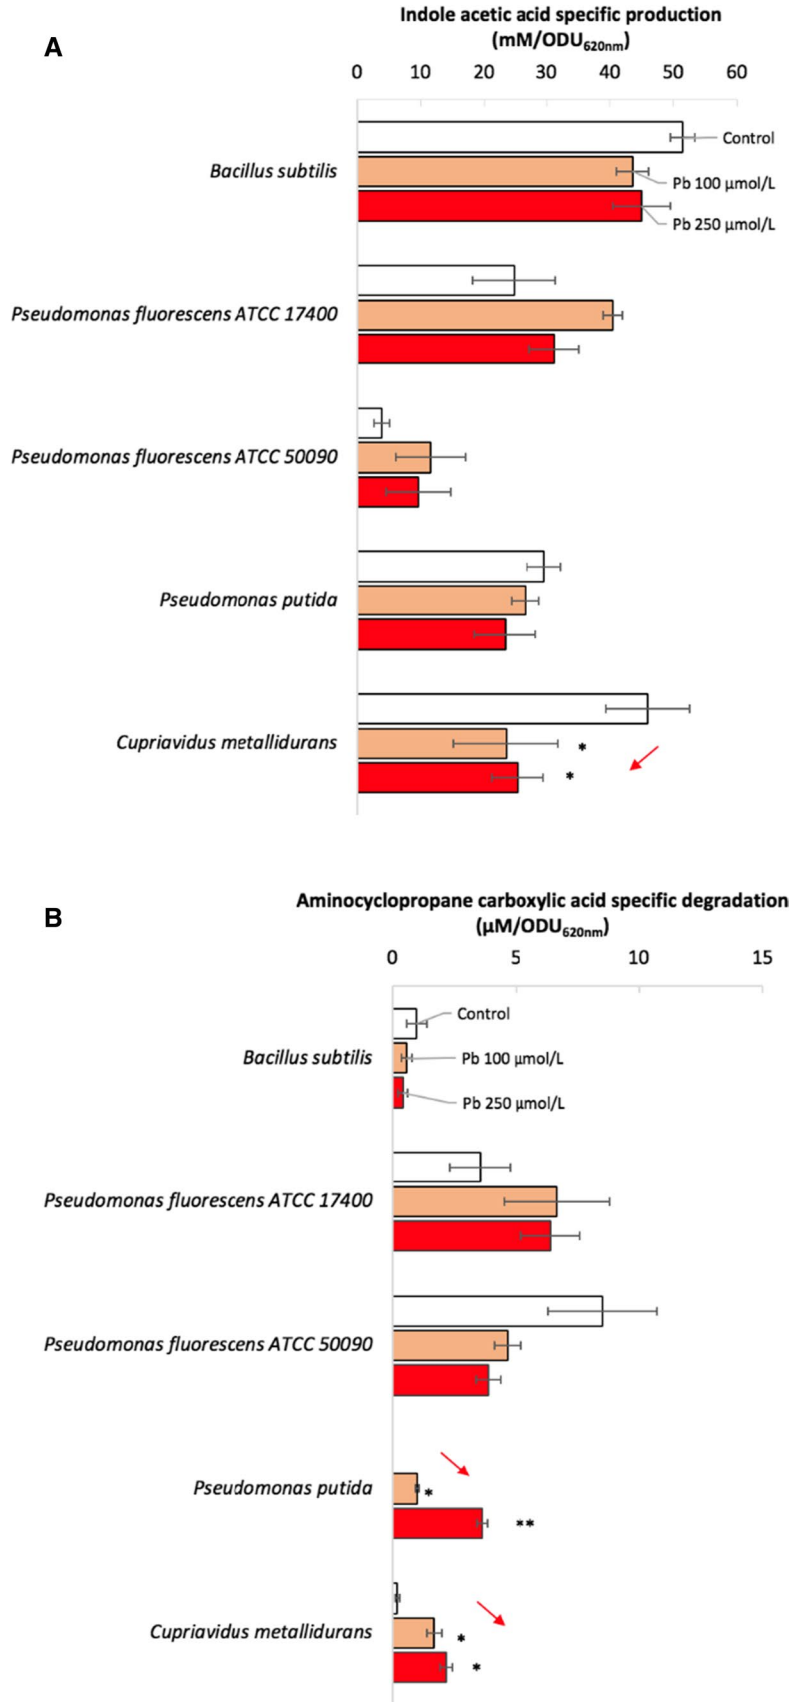 A
Indole acetic acid specific production
(mM/ODU620nm)
0 10 20 30 40 50 60
Control
Bacillus subtilis
Pb 100 µmol/L
Pb 250 µmol/L
Pseudomonas fluorescens ATCC 17400
Pseudomonas fluorescens ATCC 50090
Pseudomonas putida
Cupriavidus metallidurans
*
*
B
Aminocyclopropane carboxylic acid specific degradation
(µM/ODU620nm)
0 5 10 15
Control
Bacillus subtilis
Pb 100 µmol/L
Pb 250 µmol/L
Pseudomonas fluorescens ATCC 17400
Pseudomonas fluorescens ATCC 50090
Pseudomonas putida
*
**
Cupriavidus metallidurans
*
*